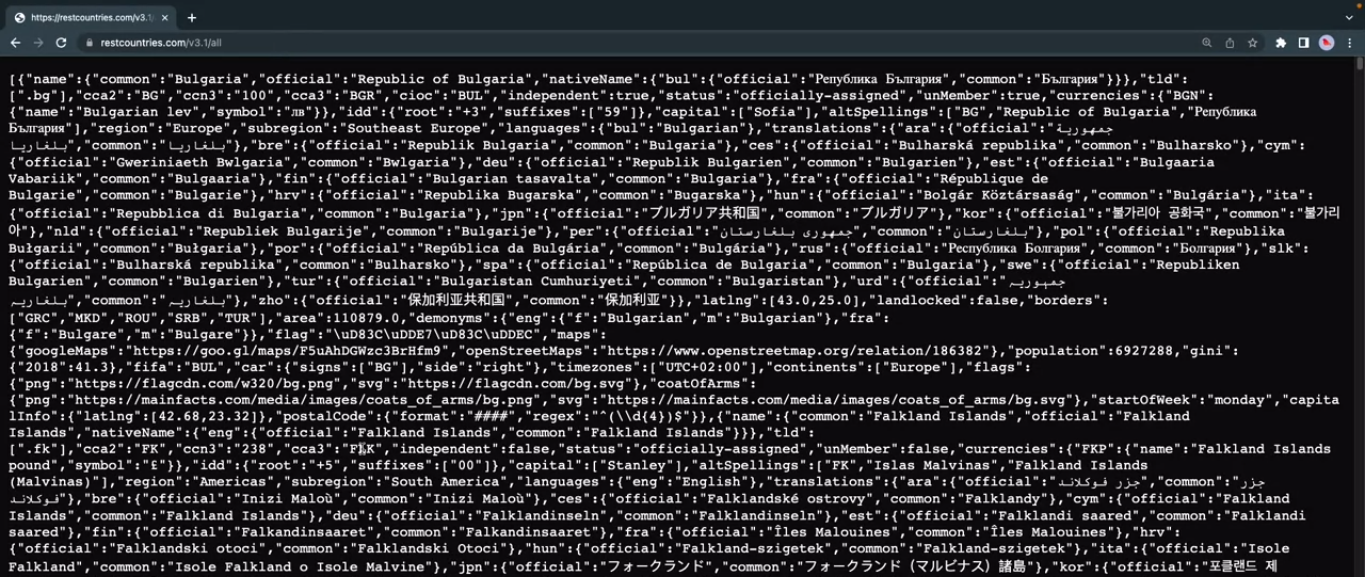 https://restcountries.com/v3.1/
restcountries.com/v3.1/all
[{"name":{"common":"Bulgaria","official":"Republic of Bulgaria","nativeName":{"bul":{"official":"Република България","common":"България"}}},"tld":
[".bg"],"cca2":"BG","ccn3":"100","cca3":"BGR","cioc":"BUL","independent":true,"status":"officially-assigned","unMember":true,"currencies":{"BGN":
{"name":"Bulgarian lev","symbol":"лв"}},"idd":{"root":"+3","suffixes":["59"]},"capital":["Sofia"],"altSpellings":["BG","Republic of Bulgaria","Република
България"],"region":"Europe","subregion":"Southeast Europe","languages":{"bul":"Bulgarian"},"translations":{"ara":{"official":"جمهورية
بلغاريا","common":"بلغاريا"},"bre":{"official":"Republik Bulgaria","common":"Bulgaria"},"ces":{"official":"Bulharská republika","common":"Bulharsko"},"cym":
{"official":"Gweriniaeth Bwlgaria","common":"Bwlgaria"},"deu":{"official":"Republik Bulgarien","common":"Bulgarien"},"est":{"official":"Bulgaaria
Vabariik","common":"Bulgaaria"},"fin":{"official":"Bulgarian tasavalta","common":"Bulgaria"},"fra":{"official":"République de
Bulgarie","common":"Bulgarie"},"hrv":{"official":"Republika Bugarska","common":"Bugarska"},"hun":{"official":"Bolgár Köztársaság","common":"Bulgária"},"ita":
{"official":"Repubblica di Bulgaria","common":"Bulgaria"},"jpn":{"official":"ブルガリア共和国","common":"ブルガリア"},"kor":{"official":"불가리아 공화국","common":"불가리
아"},"nld":{"official":"Republiek Bulgarije","common":"Bulgarije"},"per":{"official":"جمهوری بلغارستان","common":"بلغارستان"},"pol":{"official":"Republika
Bułgarii","common":"Bułgaria"},"por":{"official":"República da Bulgária","common":"Bulgária"},"rus":{"official":"Республика Болгария","common":"Болгария"},"slk":
{"official":"Bulharská republika","common":"Bulharsko"},"spa":{"official":"República de Bulgaria","common":"Bulgaria"},"swe":{"official":"Republiken
Bulgarien","common":"Bulgarien"},"tur":{"official":"Bulgaristan Cumhuriyeti","common":"Bulgaristan"},"urd":{"official":"جمہوریہ
بلغاریہ","common":"بلغاریہ"},"zho":{"official":"保加利亚共和国","common":"保加利亚"}},"latlng":[43.0,25.0],"landlocked":false,"borders":
["GRC","MKD","ROU","SRB","TUR"],"area":110879.0,"demonyms":{"eng":{"f":"Bulgarian","m":"Bulgarian"},"fra":
{"f":"Bulgare","m":"Bulgare"}},"flag":"\uD83C\uDDE7\uD83C\uDDEC","maps":
{"googleMaps":"https://goo.gl/maps/F5uAhDGWzc3BrHfm9","openStreetMaps":"https://www.openstreetmap.org/relation/186382"},"population":6927288,"gini":
{"2018":41.3},"fifa":"BUL","car":{"signs":["BG"],"side":"right"},"timezones":["UTC+02:00"],"continents":["Europe"],"flags":
{"png":"https://flagcdn.com/w320/bg.png","svg":"https://flagcdn.com/bg.svg"},"coatOfArms":
{"png":"https://mainfacts.com/media/images/coats_of_arms/bg.png","svg":"https://mainfacts.com/media/images/coats_of_arms/bg.svg"},"startOfWeek":"monday","capita
lInfo":{"latlng":[42.68,23.32]},"postalCode":{"format":"####","regex":"^(\\d{4})$"}},{"name":{"common":"Falkland Islands","official":"Falkland
Islands","nativeName":{"eng":{"official":"Falkland Islands","common":"Falkland Islands"}}},"tld":
[".fk"],"cca2":"FK","ccn3":"238","cca3":"FLK","independent":false,"status":"officially-assigned","unMember":false,"currencies":{"FKP":{"name":"Falkland Islands
pound","symbol":"£"}},"idd":{"root":"+5","suffixes":["00"]},"capital":["Stanley"],"altSpellings":["FK","Islas Malvinas","Falkland Islands
(Malvinas)"],"region":"Americas","subregion":"South America","languages":{"eng":"English"},"translations":{"ara":{"official":"جزر فوكلاند","common":"جزر
فوكلاند"},"bre":{"official":"Inizi Maloù","common":"Inizi Maloù"},"ces":{"official":"Falklandské ostrovy","common":"Falklandy"},"cym":{"official":"Falkland
Islands","common":"Falkland Islands"},"deu":{"official":"Falklandinseln","common":"Falklandinseln"},"est":{"official":"Falklandi saared","common":"Falklandi
saared"},"fin":{"official":"Falkandinsaaret","common":"Falkandinsaaret"},"fra":{"official":"Îles Malouines","common":"Îles Malouines"},"hrv":
{"official":"Falklandski otoci","common":"Falklandski Otoci"},"hun":{"official":"Falkland-szigetek","common":"Falkland-szigetek"},"ita":{"official":"Isole
Falkland","common":"Isole Falkland o Isole Malvine"},"jpn":{"official":"フォークランド","common":"フォークランド（マルビナス）諸島"},"kor":{"official":"포클랜드 제